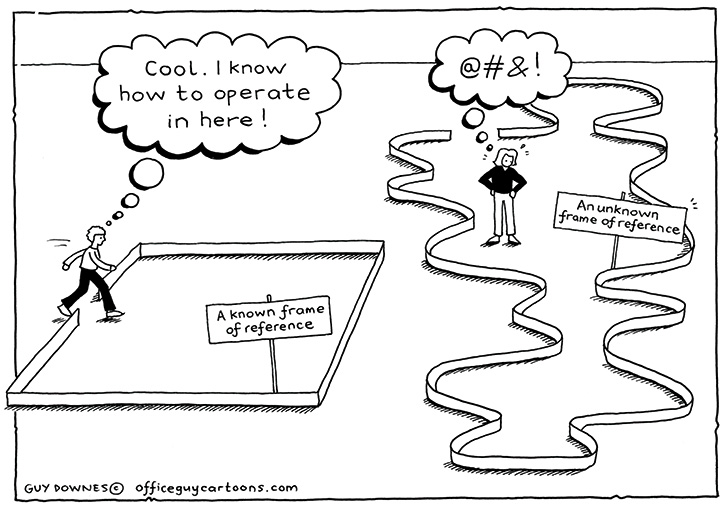 Cool. I know
how to operate
in here!
@#&!
A known frame
of reference
An unknown
frame of reference
GUY DOWNES© officeguycartoons.com